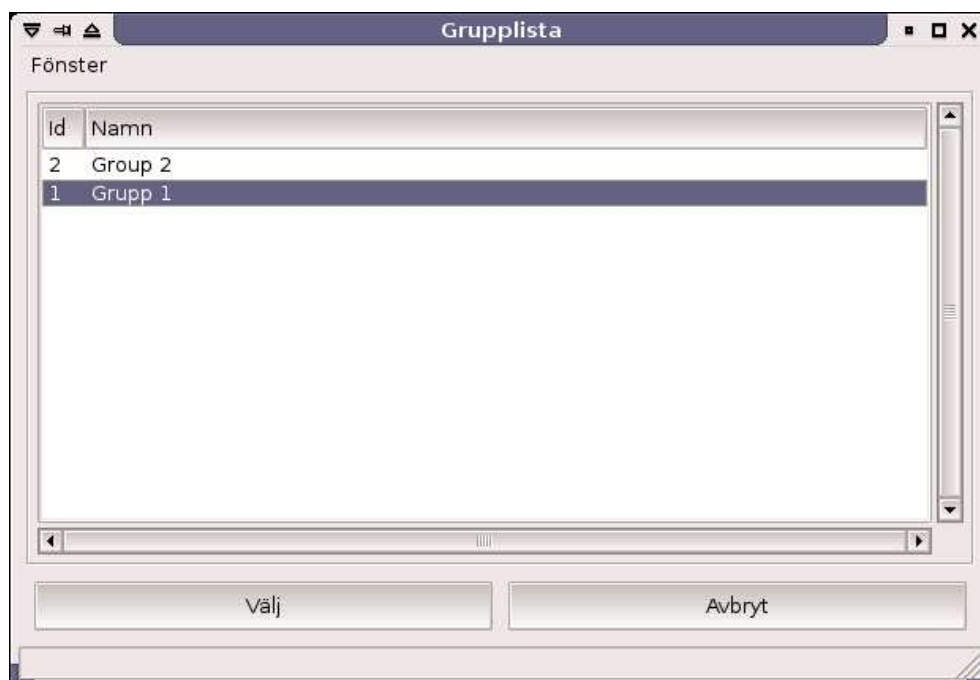 Grupplista
Fönster
Id Namn
2 Group 2
1 Grupp 1
Välj Avbryt